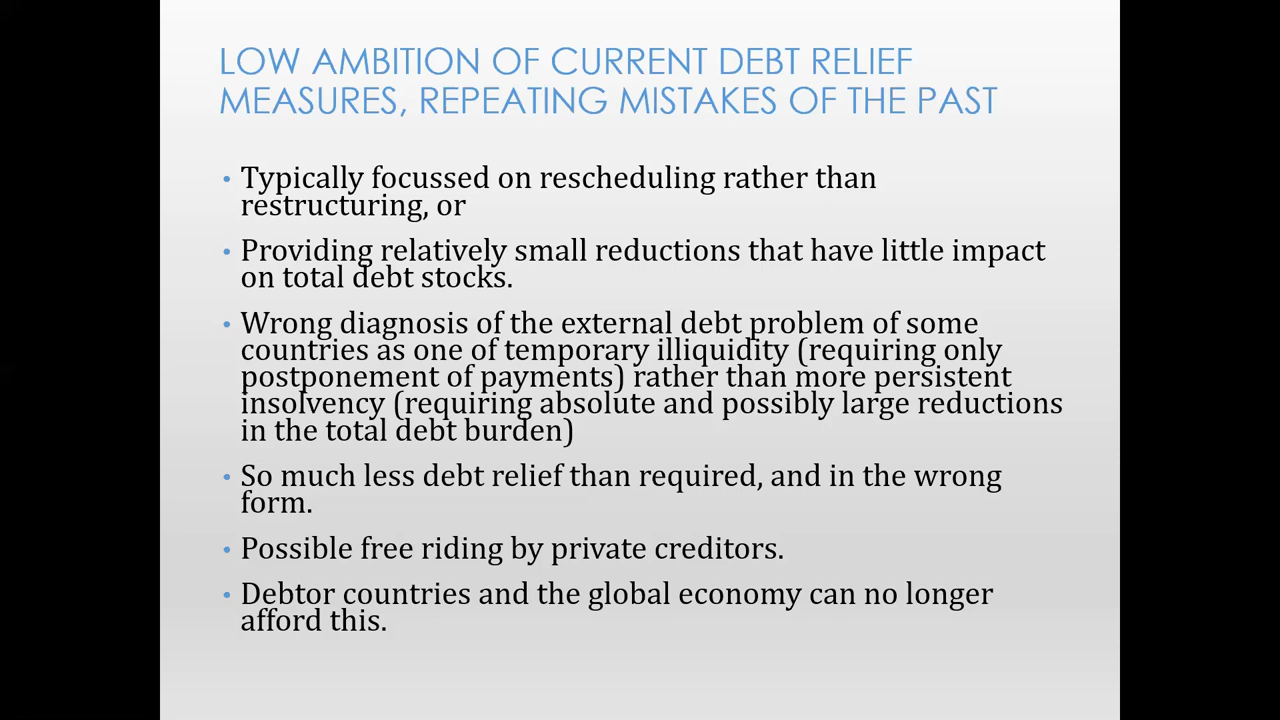 LOW AMBITION OF CURRENT DEBT RELIEF
MEASURES, REPEATING MISTAKES OF THE PAST
• Typically focussed on rescheduling rather than
restructuring, or
• Providing relatively small reductions that have little impact
on total debt stocks.
• Wrong diagnosis of the external debt problem of some
countries as one of temporary illiquidity (requiring only
postponement of payments) rather than more persistent
insolvency (requiring absolute and possibly large reductions
in the total debt burden)
• So much less debt relief than required, and in the wrong
form.
• Possible free riding by private creditors.
• Debtor countries and the global economy can no longer
afford this.